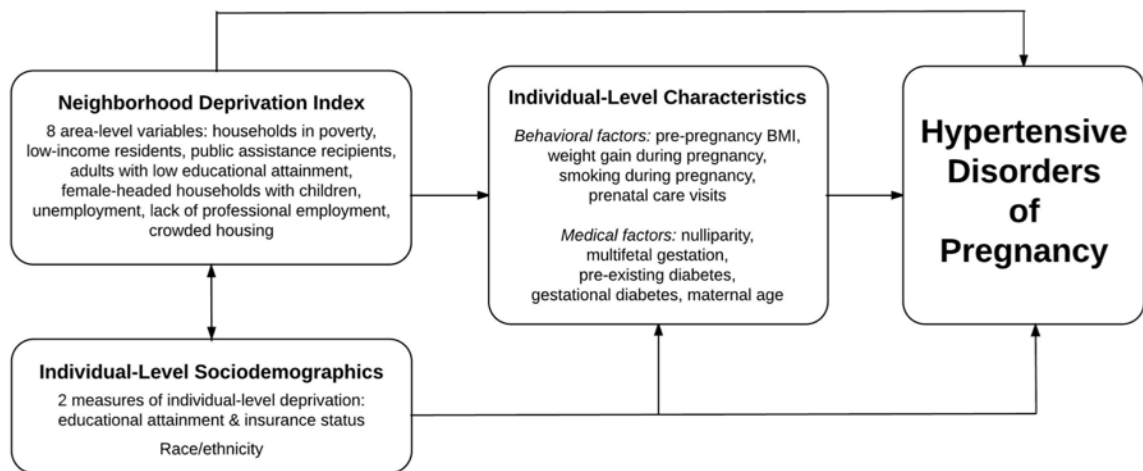 Neighborhood Deprivation Index
8 area-level variables: households in poverty,
low-income residents, public assistance recipients,
adults with low educational attainment,
female-headed households with children,
unemployment, lack of professional employment,
crowded housing
Individual-Level Characteristics
Behavioral factors: pre-pregnancy BMI,
weight gain during pregnancy,
smoking during pregnancy,
prenatal care visits
Medical factors: nulliparity,
multifetal gestation,
pre-existing diabetes,
gestational diabetes, maternal age
Hypertensive
Disorders
of
Pregnancy
Individual-Level Sociodemographics
2 measures of individual-level deprivation:
educational attainment & insurance status
Race/ethnicity